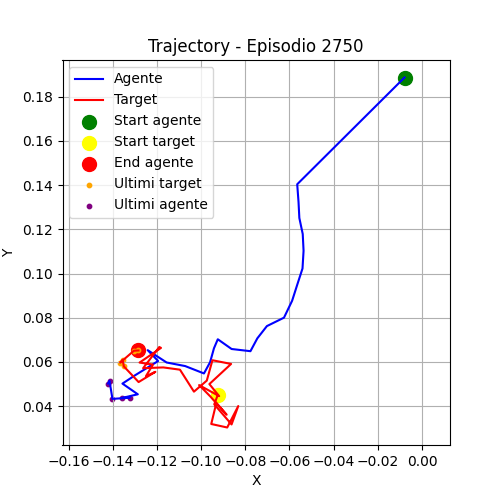 Trajectory - Episodio 2750
Agente
Target
Start agente
Start target
End agente
Ultimi target
Ultimi agente
0.18
0.16
0.14
0.12
0.10
0.08
0.06
0.04
Y
−0.16 −0.14 −0.12 −0.10 −0.08 −0.06 −0.04 −0.02 0.00
X